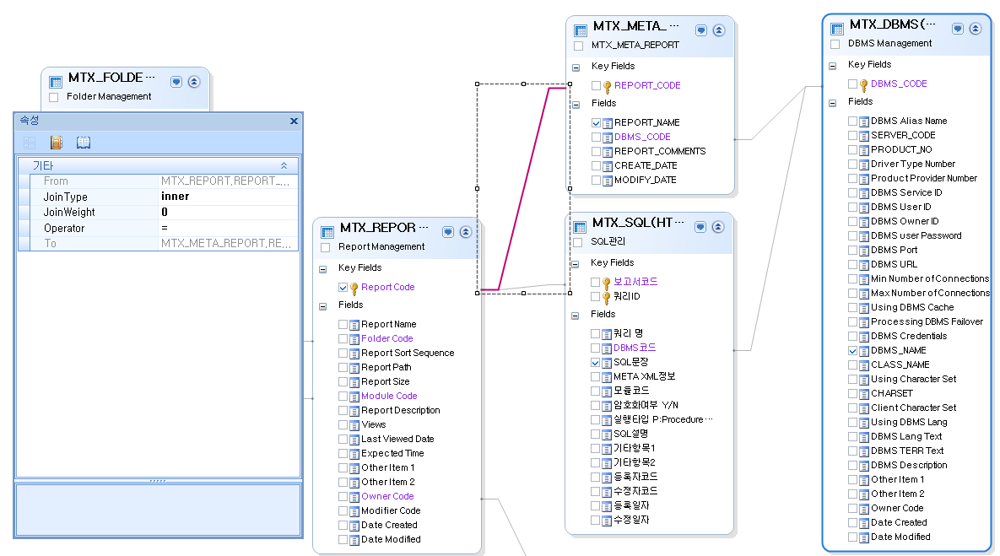 MTX_FOLDE ···
Folder Management
속성
기타
From MTX_REPORT,REPORT_...
JoinType inner
JoinWeight 0
Operator =
To MTX_META_REPORT,RE...
MTX_REPOR ···
Report Management
Key Fields
Report Code
Fields
Report Name
Folder Code
Report Sort Sequence
Report Path
Report Size
Module Code
Report Description
Views
Last Viewed Date
Expected Time
Other Item 1
Other Item 2
Owner Code
Modifier Code
Date Created
Date Modified
MTX_META_ ···
MTX_META_REPORT
Key Fields
REPORT_CODE
Fields
REPORT_NAME
DBMS_CODE
REPORT_COMMENTS
CREATE_DATE
MODIFY_DATE
MTX_SQL(HT···
SQL관리
Key Fields
보고서코드
쿼리ID
Fields
쿼리 명
DBMS코드
SQL문장
META XML정보
모듈코드
암호화여부 Y/N
실행타입 P:Procedure···
SQL설명
기타항목1
기타항목2
등록자코드
수정자코드
등록일자
수정일자
MTX_DBMS(···
DBMS Management
Key Fields
DBMS_CODE
Fields
DBMS Alias Name
SERVER_CODE
PRODUCT_NO
Driver Type Number
Product Provider Number
DBMS Service ID
DBMS User ID
DBMS Owner ID
DBMS user Password
DBMS Port
DBMS URL
Min Number of Connections
Max Number of Connections
Using DBMS Cache
Processing DBMS Failover
DBMS Credentials
DBMS_NAME
CLASS_NAME
Using Character Set
CHARSET
Client Character Set
Using DBMS Lang
DBMS Lang Text
DBMS TERR Text
DBMS Description
Other Item 1
Other Item 2
Owner Code
Date Created
Date Modified